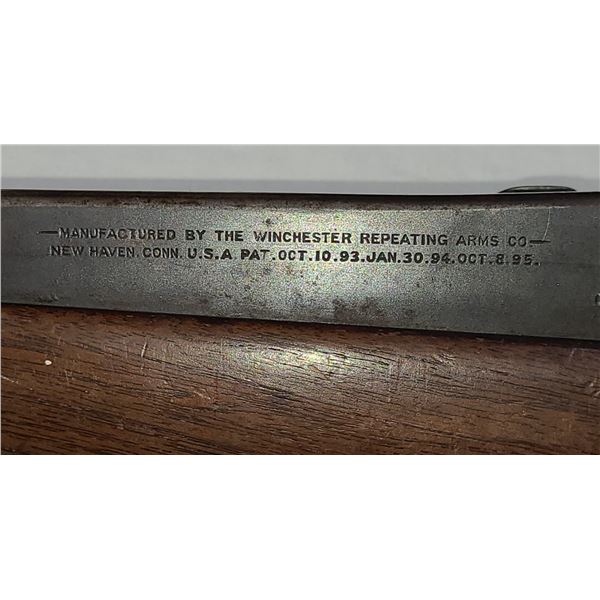 —MANUFACTURED BY THE WINCHESTER REPEATING ARMS CO—
NEW HAVEN. CONN. U.S.A PAT.OCT.10.93.JAN.30.94.OCT.8.95.